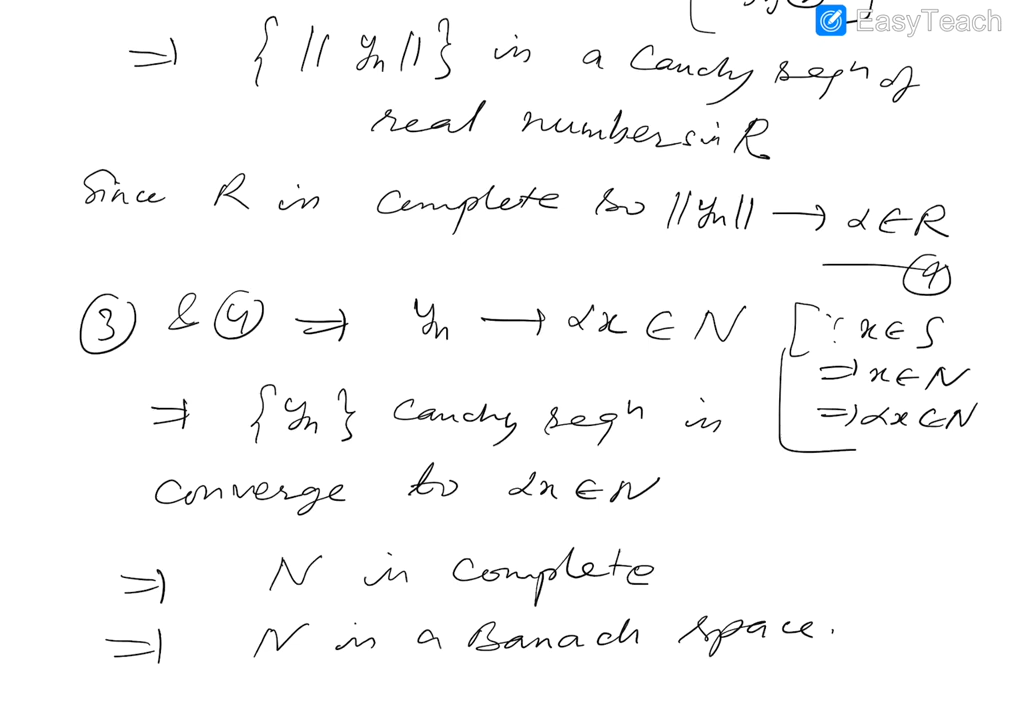 EasyTeach
⇒ {||yₙ||} is a Cauchy seqⁿ of
real numbers in R
Since R is complete so ||yₙ|| → α ∈ R
④
③ & ④ ⇒ yₙ → αx ∈ N [∵ x ∈ S
⇒ x ∈ N
⇒ αx ∈ N
⇒ {yₙ} Cauchy seqⁿ is
converge to αx ∈ N
⇒ N is complete
⇒ N is a Banach space.